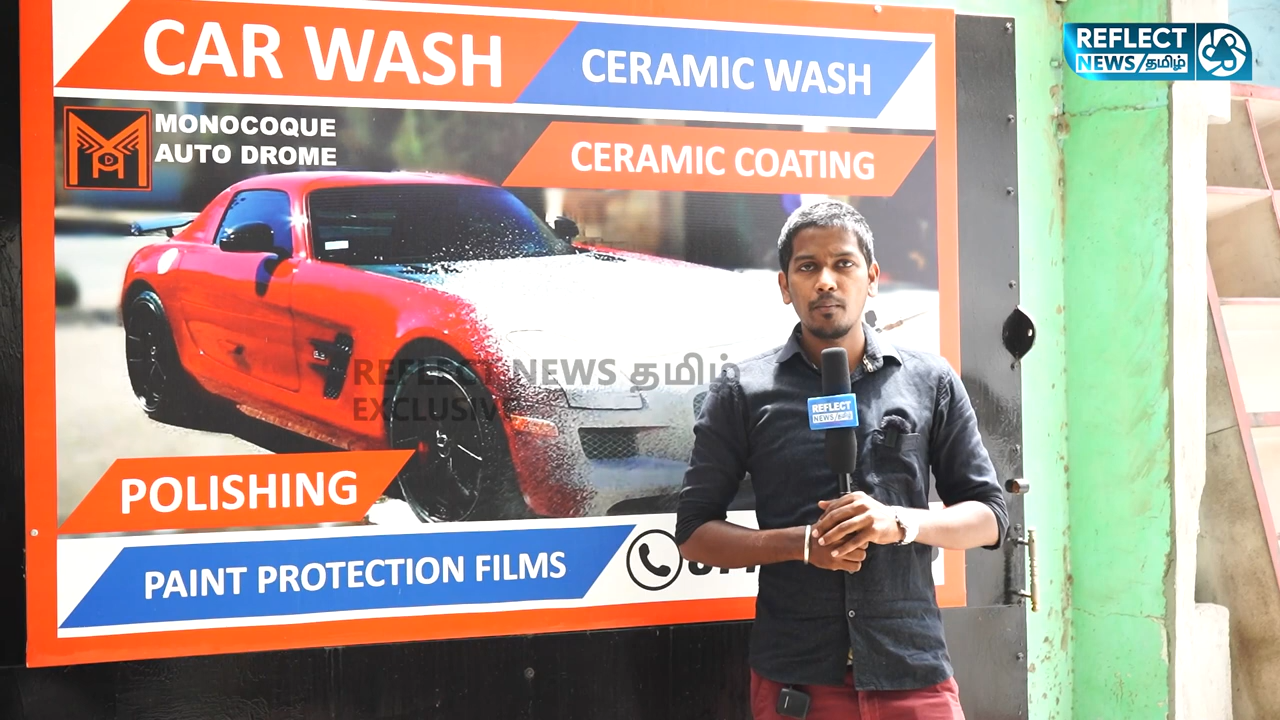 CAR WASH
CERAMIC WASH
REFLECT
NEWS/தமிழ்
MONOCOQUE
AUTO DROME
CERAMIC COATING
REFLECT NEWS தமிழ்
EXCLUSIVE
REFLECT
NEWS/தமிழ்
POLISHING
PAINT PROTECTION FILMS